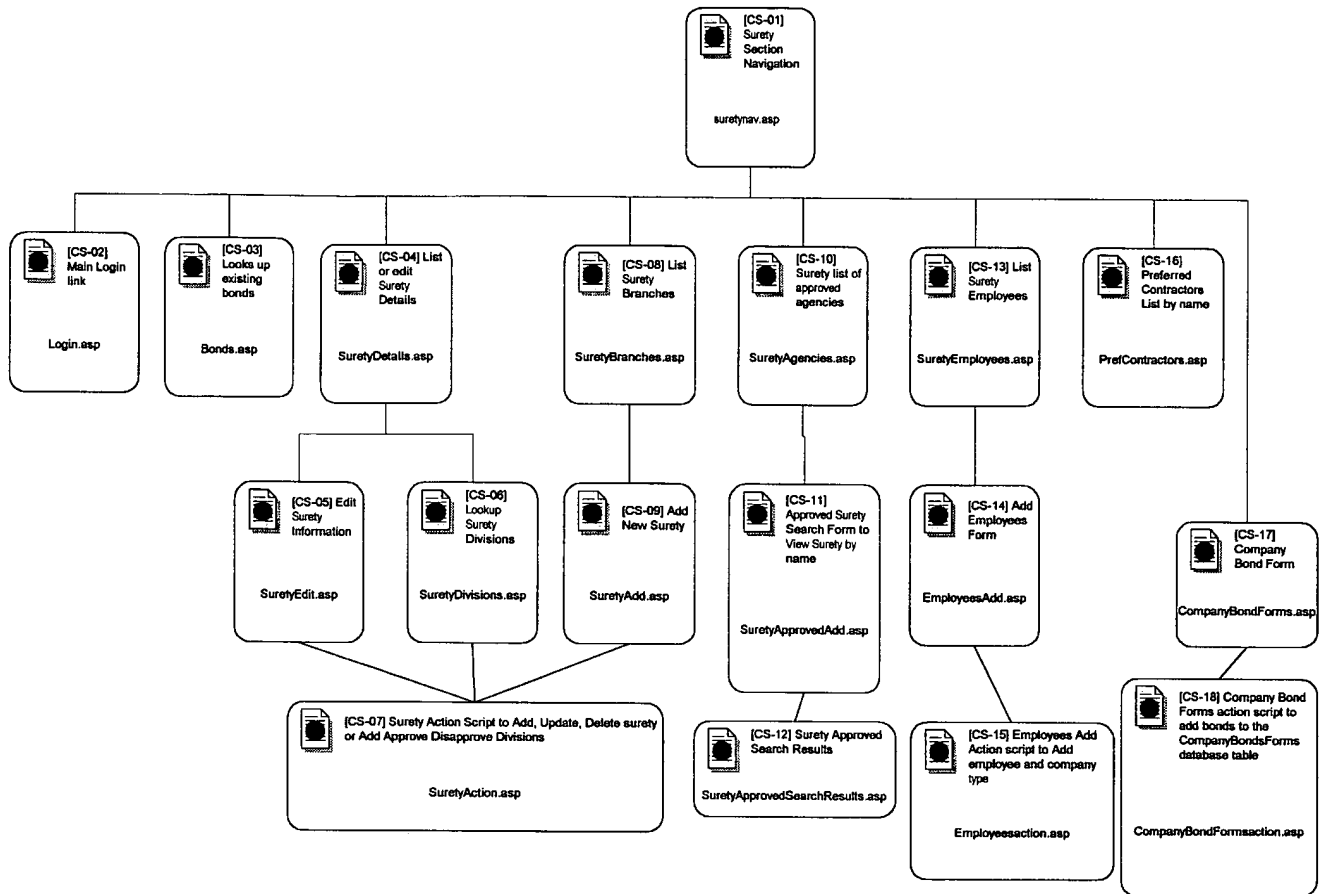 [CS-01]
Surety
Section
Navigation
suretynav.asp
[CS-02]
Main Login
link
Login.asp
[CS-03]
Looks up
existing
bonds
Bonds.asp
[CS-04] List
or edit
Surety
Details
SuretyDetails.asp
[CS-08] List
Surety
Branches
SuretyBranches.asp
[CS-10]
Surety list of
approved
agencies
SuretyAgencies.asp
[CS-13] List
Surety
Employees
SuretyEmployees.asp
[CS-16]
Preferred
Contractors
List by name
PrefContractors.asp
[CS-05] Edit
Surety
Information
SuretyEdit.asp
[CS-06]
Lookup
Surety
Divisions
SuretyDivisions.asp
[CS-09] Add
New Surety
SuretyAdd.asp
[CS-11]
Approved Surety
Search Form to
View Surety by
name
SuretyApprovedAdd.asp
[CS-14] Add
Employees
Form
EmployeesAdd.asp
[CS-17]
Company
Bond Form
CompanyBondForms.asp
[CS-07] Surety Action Script to Add, Update, Delete surety
or Add Approve Disapprove Divisions
SuretyAction.asp
[CS-12] Surety Approved
Search Results
SuretyApprovedSearchResults.asp
[CS-15] Employees Add
Action script to Add
employee and company
type
Employeesaction.asp
[CS-18] Company Bond
Forms action script to
add bonds to the
CompanyBondsForms
database table
CompanyBondFormsaction.asp